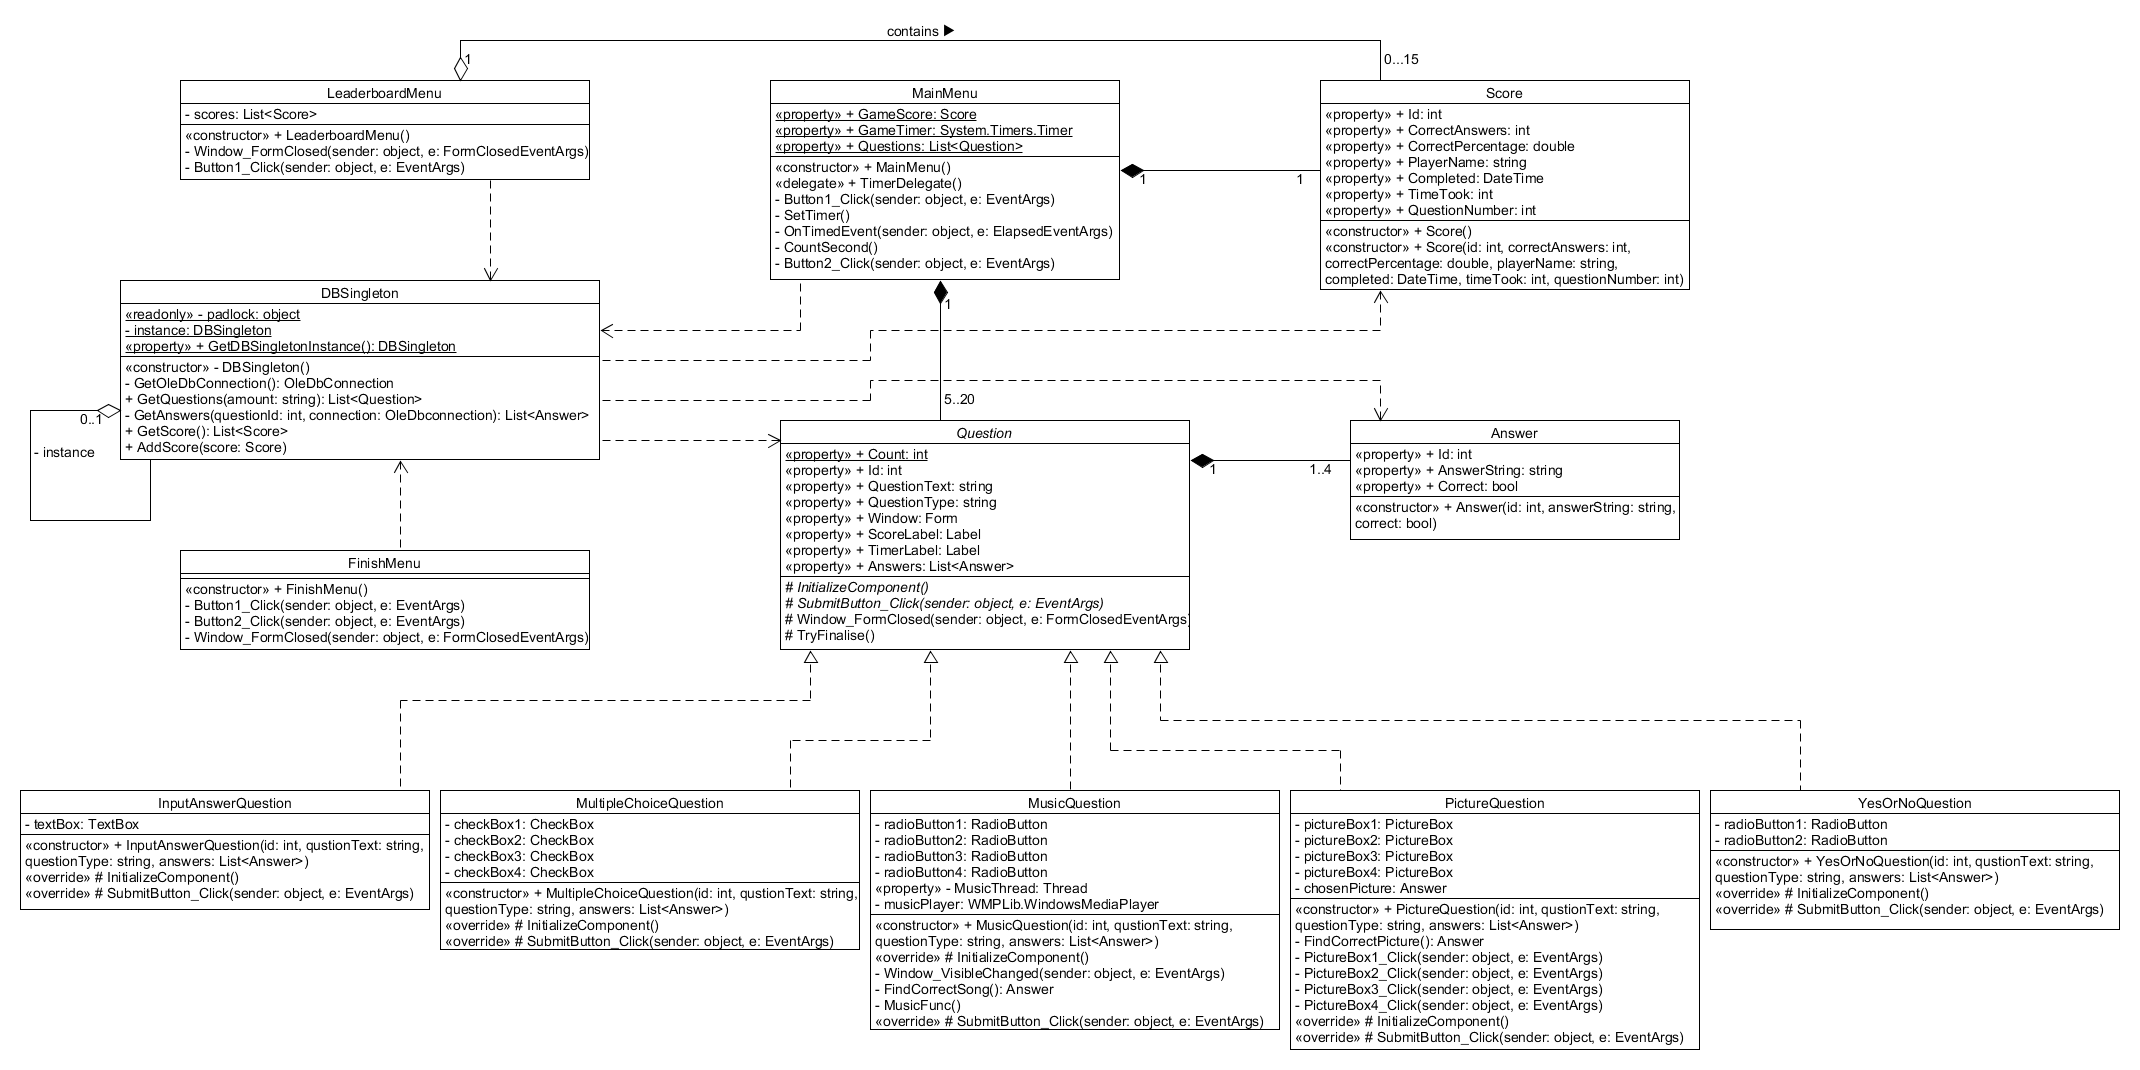 contains ▶
1
0...15
LeaderboardMenu
- scores: List<Score>
«constructor» + LeaderboardMenu()
- Window_FormClosed(sender: object, e: FormClosedEventArgs)
- Button1_Click(sender: object, e: EventArgs)
MainMenu
«property» + GameScore: Score
«property» + GameTimer: System.Timers.Timer
«property» + Questions: List<Question>
«constructor» + MainMenu()
«delegate» + TimerDelegate()
- Button1_Click(sender: object, e: EventArgs)
- SetTimer()
- OnTimedEvent(sender: object, e: ElapsedEventArgs)
- CountSecond()
- Button2_Click(sender: object, e: EventArgs)
1
1
Score
«property» + Id: int
«property» + CorrectAnswers: int
«property» + CorrectPercentage: double
«property» + PlayerName: string
«property» + Completed: DateTime
«property» + TimeTook: int
«property» + QuestionNumber: int
«constructor» + Score()
«constructor» + Score(id: int, correctAnswers: int,
correctPercentage: double, playerName: string,
completed: DateTime, timeTook: int, questionNumber: int)
DBSingleton
«readonly» - padlock: object
- instance: DBSingleton
«property» + GetDBSingletonInstance(): DBSingleton
«constructor» - DBSingleton()
- GetOleDbConnection(): OleDbConnection
+ GetQuestions(amount: string): List<Question>
- GetAnswers(questionId: int, connection: OleDbconnection): List<Answer>
+ GetScore(): List<Score>
+ AddScore(score: Score)
0..1
- instance
1
5..20
Question
«property» + Count: int
«property» + Id: int
«property» + QuestionText: string
«property» + QuestionType: string
«property» + Window: Form
«property» + ScoreLabel: Label
«property» + TimerLabel: Label
«property» + Answers: List<Answer>
# InitializeComponent()
# SubmitButton_Click(sender: object, e: EventArgs)
# Window_FormClosed(sender: object, e: FormClosedEventArgs)
# TryFinalise()
1
1..4
Answer
«property» + Id: int
«property» + AnswerString: string
«property» + Correct: bool
«constructor» + Answer(id: int, answerString: string,
correct: bool)
FinishMenu
«constructor» + FinishMenu()
- Button1_Click(sender: object, e: EventArgs)
- Button2_Click(sender: object, e: EventArgs)
- Window_FormClosed(sender: object, e: FormClosedEventArgs)
InputAnswerQuestion
- textBox: TextBox
«constructor» + InputAnswerQuestion(id: int, qustionText: string,
questionType: string, answers: List<Answer>)
«override» # InitializeComponent()
«override» # SubmitButton_Click(sender: object, e: EventArgs)
MultipleChoiceQuestion
- checkBox1: CheckBox
- checkBox2: CheckBox
- checkBox3: CheckBox
- checkBox4: CheckBox
«constructor» + MultipleChoiceQuestion(id: int, qustionText: string,
questionType: string, answers: List<Answer>)
«override» # InitializeComponent()
«override» # SubmitButton_Click(sender: object, e: EventArgs)
MusicQuestion
- radioButton1: RadioButton
- radioButton2: RadioButton
- radioButton3: RadioButton
- radioButton4: RadioButton
«property» - MusicThread: Thread
- musicPlayer: WMPLib.WindowsMediaPlayer
«constructor» + MusicQuestion(id: int, qustionText: string,
questionType: string, answers: List<Answer>)
«override» # InitializeComponent()
- Window_VisibleChanged(sender: object, e: EventArgs)
- FindCorrectSong(): Answer
- MusicFunc()
«override» # SubmitButton_Click(sender: object, e: EventArgs)
PictureQuestion
- pictureBox1: PictureBox
- pictureBox2: PictureBox
- pictureBox3: PictureBox
- pictureBox4: PictureBox
- chosenPicture: Answer
«constructor» + PictureQuestion(id: int, qustionText: string,
questionType: string, answers: List<Answer>)
- FindCorrectPicture(): Answer
- PictureBox1_Click(sender: object, e: EventArgs)
- PictureBox2_Click(sender: object, e: EventArgs)
- PictureBox3_Click(sender: object, e: EventArgs)
- PictureBox4_Click(sender: object, e: EventArgs)
«override» # InitializeComponent()
«override» # SubmitButton_Click(sender: object, e: EventArgs)
YesOrNoQuestion
- radioButton1: RadioButton
- radioButton2: RadioButton
«constructor» + YesOrNoQuestion(id: int, qustionText: string,
questionType: string, answers: List<Answer>)
«override» # InitializeComponent()
«override» # SubmitButton_Click(sender: object, e: EventArgs)